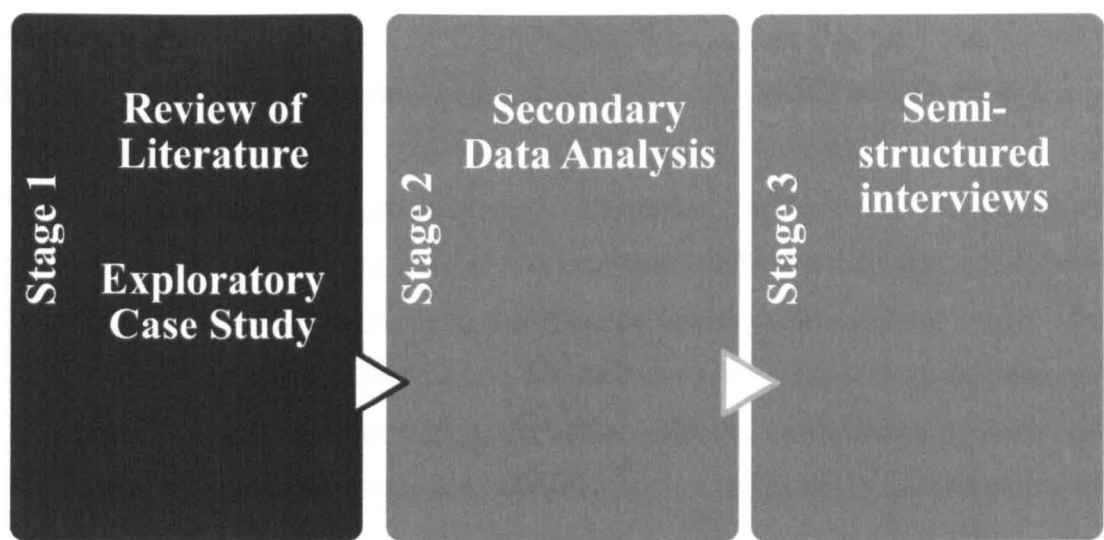 Stage 1
Review of
Literature
Exploratory
Case Study
Stage 2
Secondary
Data Analysis
Stage 3
Semi-
structured
interviews